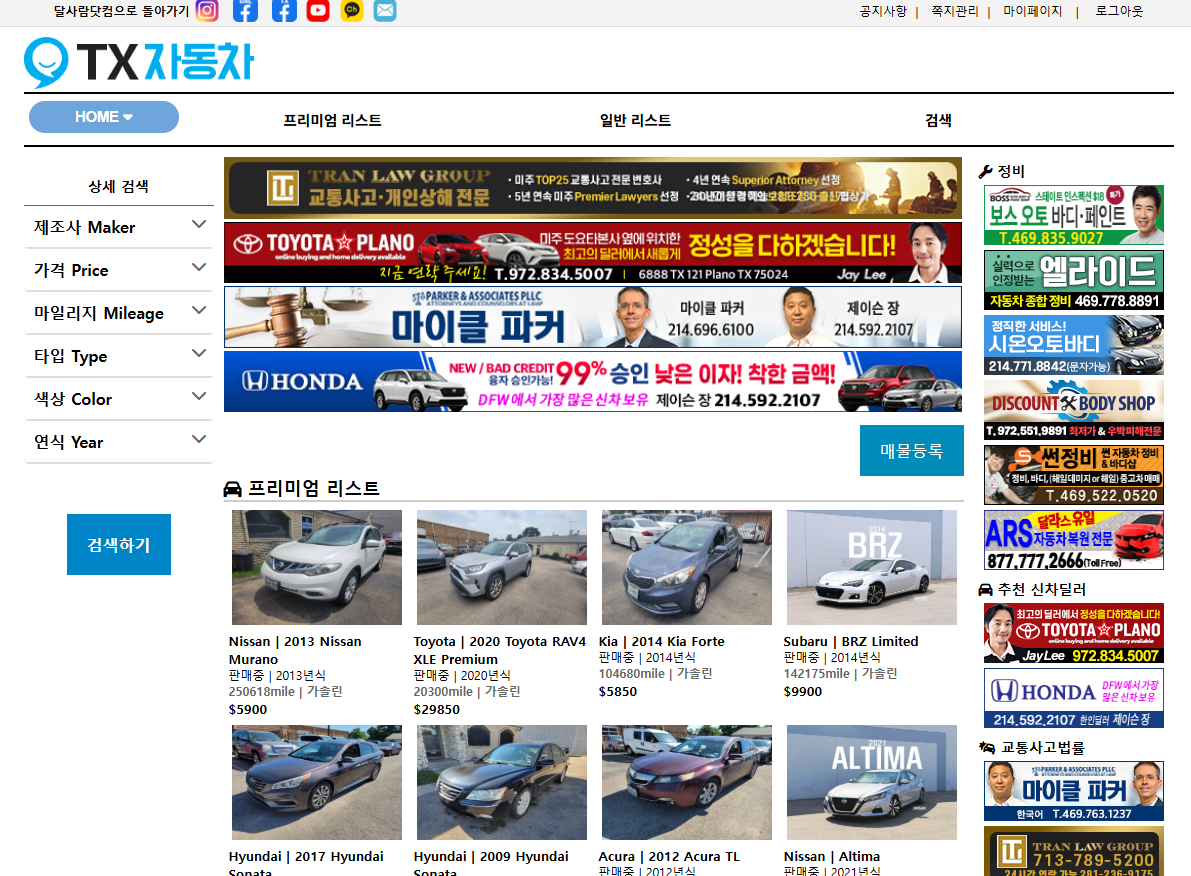 달사람닷컴으로 돌아가기
공지사항 | 쪽지관리 | 마이페이지 | 로그아웃
TX자동차
HOME
프리미엄 리스트
일반 리스트
검색
상세 검색
제조사 Maker
가격 Price
마일리지 Mileage
타입 Type
색상 Color
연식 Year
검색하기
TRAN LAW GROUP
교통사고·개인상해 전문
· 미주 TOP25 교통사고 전문 변호사
· 4년 연속 Superior Attorney 선정
· 5년 연속 미주 Premier Lawyers 선정
TOYOTA PLANO
online buying and home delivery available
미주 도요타본사 옆에 위치한
최고의 딜러에서 새롭게
정성을 다하겠습니다!
지금 연락 주세요! T.972.834.5007 | 6888 TX 121 Plano TX 75024
Jay Lee
PARKER & ASSOCIATES PLLC
ATTORNEYS AND COUNSELORS AT LAW
마이클 파커
마이클 파커
214.696.6100
제이슨 장
214.592.2107
HONDA
NEW / BAD CREDIT
융자 승인가능!
99% 승인 낮은 이자! 착한 금액!
DFW에서 가장 많은 신차 보유 제이슨 장 214.592.2107
매물등록
프리미엄 리스트
Nissan | 2013 Nissan
Murano
판매중 | 2013년식
250618mile | 가솔린
$5900
Toyota | 2020 Toyota RAV4
XLE Premium
판매중 | 2020년식
20300mile | 가솔린
$29850
Kia | 2014 Kia Forte
판매중 | 2014년식
104680mile | 가솔린
$5850
2014
BRZ
Subaru | BRZ Limited
판매중 | 2014년식
142175mile | 가솔린
$9900
Hyundai | 2017 Hyundai
Sonata
Hyundai | 2009 Hyundai
Sonata
Acura | 2012 Acura TL
판매중 | 2012년식
2021
ALTIMA
Nissan | Altima
판매중 | 2021년식
정비
BOSS
스테이트 인스펙션 $18
특가
보스 오토 바디·페인트
T.469.835.9027
실력으로
인정받는
엘라이드
자동차 종합 정비 469.778.8891
정직한 서비스!
시온오토바디
214.771.8842(문자가능)
DISCOUNT BODY SHOP
T.972.551.9891 최저가 & 우박피해전문
썬정비
썬 자동차 정비
& 바디샵
정비, 바디, (해일데미지 or 해일) 중고차 매매
T.469.522.0520
달라스 유일
ARS 자동차 복원 전문
877.777.2666(Toll Free)
추천 신차딜러
최고의 딜러에서 정성을 다하겠습니다!
TOYOTA PLANO
online buying and home delivery available
Jay Lee 972.834.5007
HONDA
DFW에서 가장
많은 신차 보유
214.592.2107 한인딜러 제이슨 장
교통사고법률
PARKER & ASSOCIATES PLLC
ATTORNEYS AND COUNSELORS AT LAW
마이클 파커
한국어 T.469.763.1237
TRAN LAW GROUP
713-789-5200
24시간 연락 가능 281-236-9175